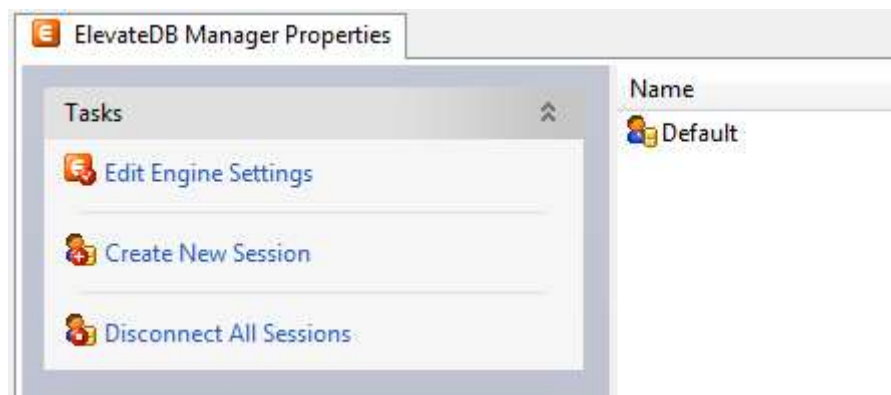 ElevateDB Manager Properties
Tasks
Edit Engine Settings
Create New Session
Disconnect All Sessions
Name
Default